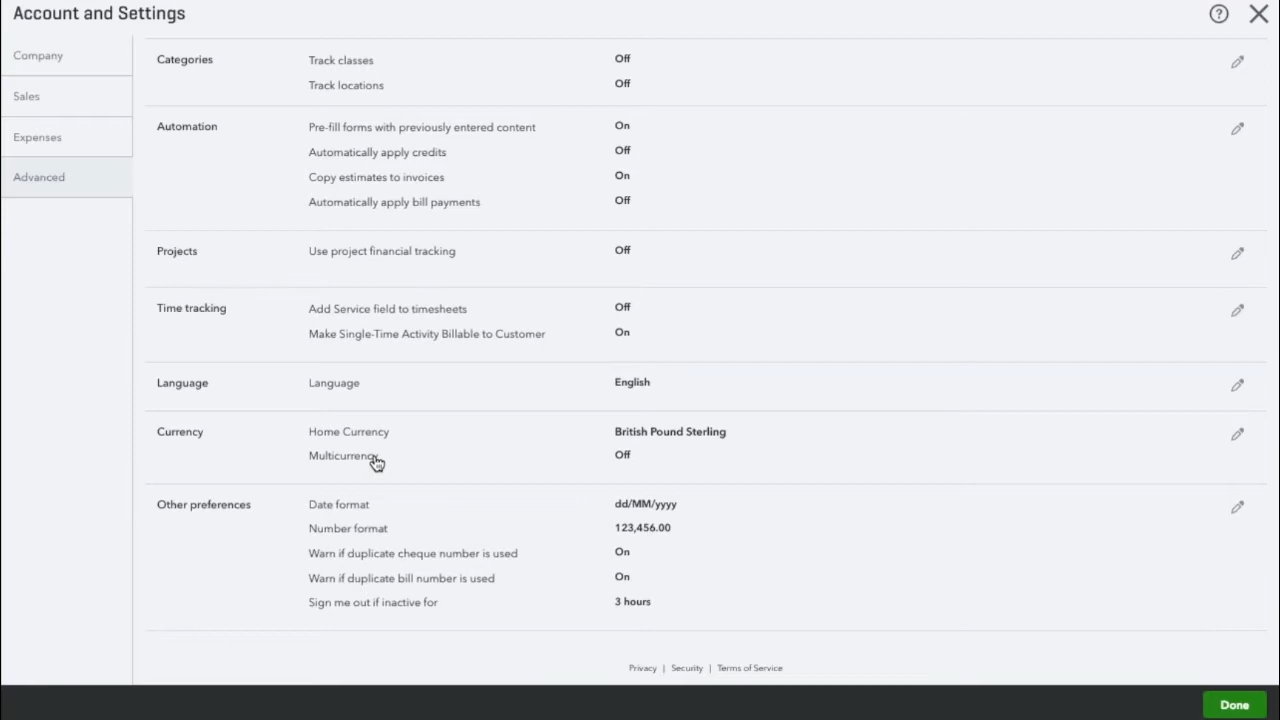 Account and Settings
?
Company
Sales
Expenses
Advanced
Categories Track classes Off
Track locations Off
Automation Pre-fill forms with previously entered content On
Automatically apply credits Off
Copy estimates to invoices On
Automatically apply bill payments Off
Projects Use project financial tracking Off
Time tracking Add Service field to timesheets Off
Make Single-Time Activity Billable to Customer On
Language Language English
Currency Home Currency British Pound Sterling
Multicurrency Off
Other preferences Date format dd/MM/yyyy
Number format 123,456.00
Warn if duplicate cheque number is used On
Warn if duplicate bill number is used On
Sign me out if inactive for 3 hours
Privacy | Security | Terms of Service
Done